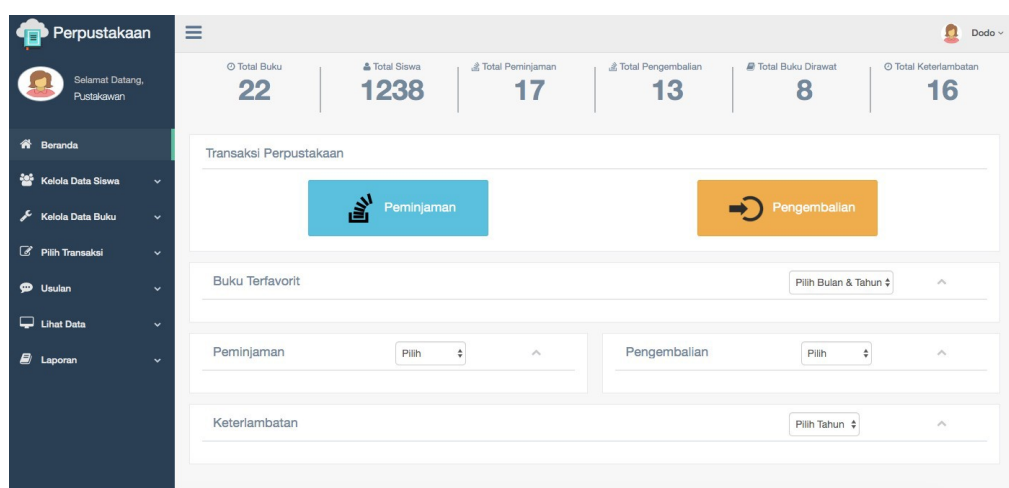 Perpustakaan
Dodo
Selamat Datang,
Pustakawan
Beranda
Kelola Data Siswa
Kelola Data Buku
Pilih Transaksi
Usulan
Lihat Data
Laporan
Total Buku
22
Total Siswa
1238
Total Peminjaman
17
Total Pengembalian
13
Total Buku Dirawat
8
Total Keterlambatan
16
Transaksi Perpustakaan
Peminjaman
Pengembalian
Buku Terfavorit
Pilih Bulan & Tahun
Peminjaman
Pilih
Pengembalian
Pilih
Keterlambatan
Pilih Tahun